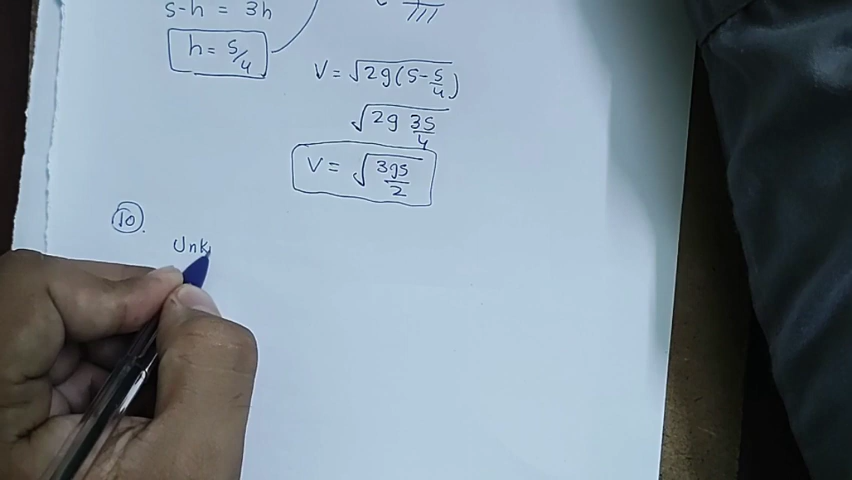 s-h = 3h
h = s/4
V = √2g(s-s/4)
√2g 3s/4
V = √3gs/2
10.
Unk